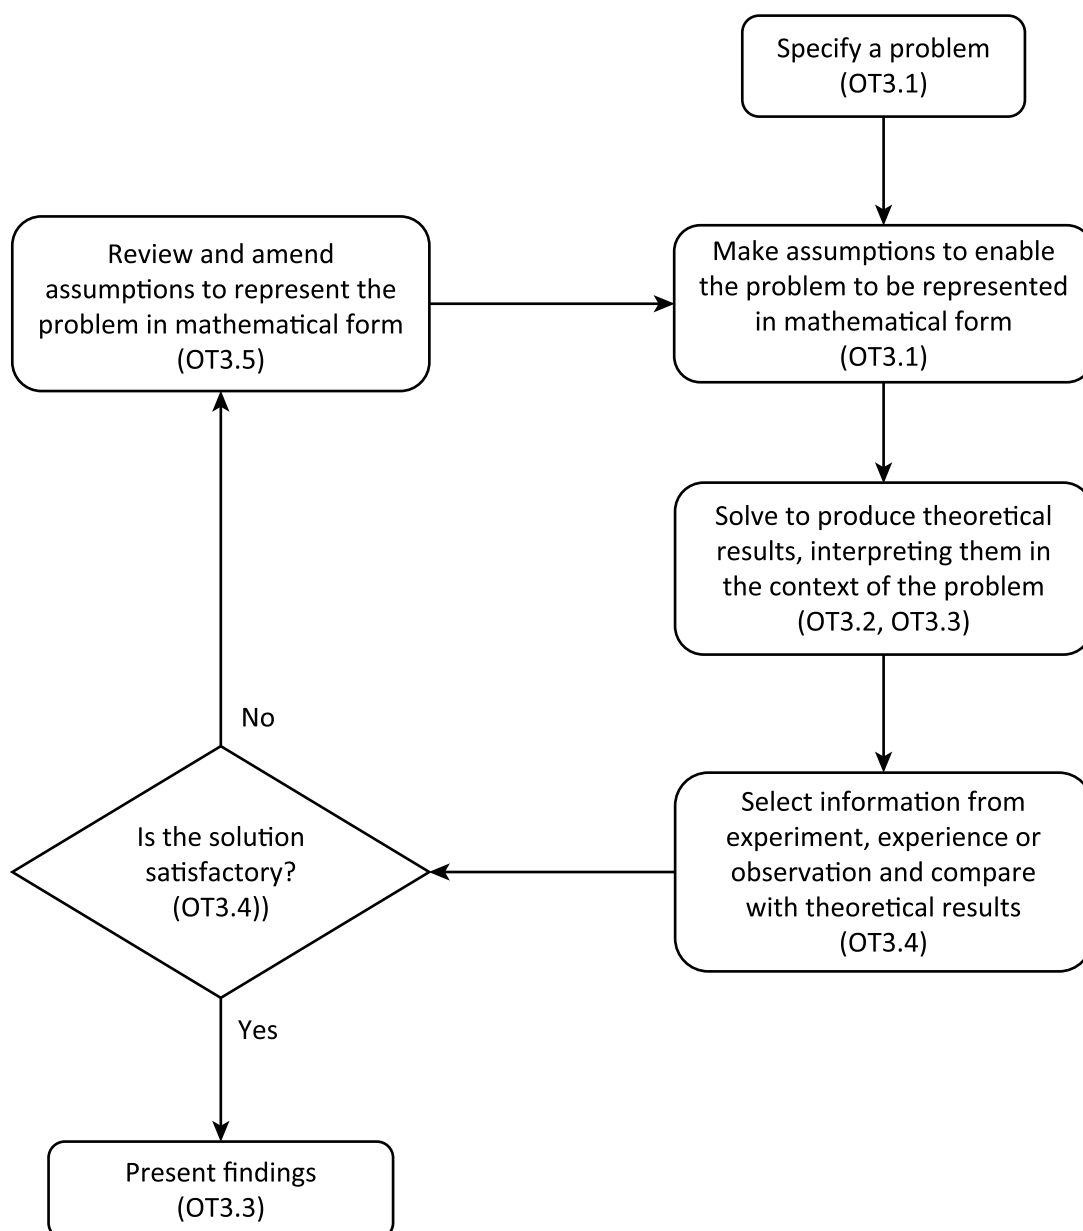 Specify a problem
(OT3.1)
Make assumptions to enable
the problem to be represented
in mathematical form
(OT3.1)
Solve to produce theoretical
results, interpreting them in
the context of the problem
(OT3.2, OT3.3)
Select information from
experiment, experience or
observation and compare
with theoretical results
(OT3.4)
Is the solution
satisfactory?
(OT3.4))
No
Review and amend
assumptions to represent the
problem in mathematical form
(OT3.5)
Yes
Present findings
(OT3.3)